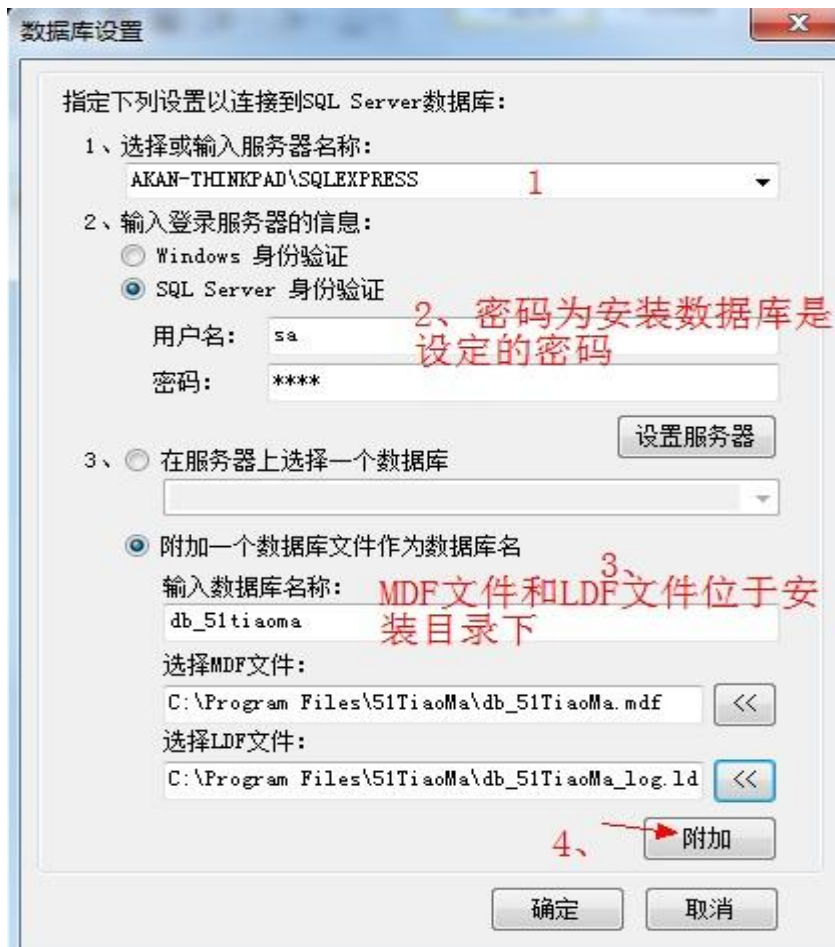 数据库设置
X
指定下列设置以连接到SQL Server数据库:
1、选择或输入服务器名称:
AKAN-THINKPAD\SQLEXPRESS 1
2、输入登录服务器的信息:
Windows 身份验证
SQL Server 身份验证
2、密码为安装数据库是
设定的密码
用户名: sa
密码: ****
设置服务器
3、 在服务器上选择一个数据库
附加一个数据库文件作为数据库名
3、
输入数据库名称:
MDF文件和LDF文件位于安
装目录下
db_51tiaoma
选择MDF文件:
C:\Program Files\51TiaoMa\db_51TiaoMa.mdf <<
选择LDF文件:
C:\Program Files\51TiaoMa\db_51TiaoMa_log.ld <<
4、 附加
确定 取消